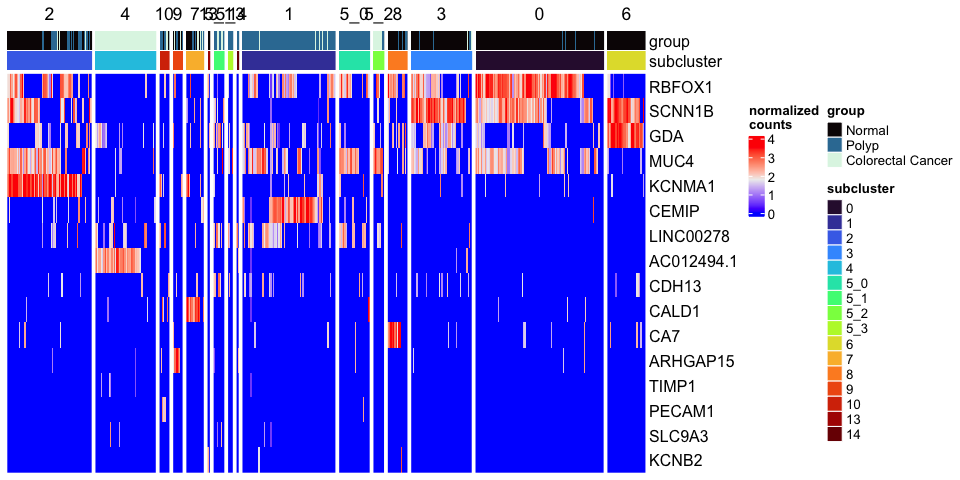 2 4 10 9 7 1 5_0 8 3 0 6
group
subcluster
RBFOX1
SCNN1B
GDA
MUC4
KCNMA1
CEMIP
LINC00278
AC012494.1
CDH13
CALD1
CA7
ARHGAP15
TIMP1
PECAM1
SLC9A3
KCNB2
normalized
counts
4
3
2
1
0
group
Normal
Polyp
Colorectal Cancer
subcluster
0
1
2
3
4
5_0
5_1
5_2
5_3
6
7
8
9
10
13
14